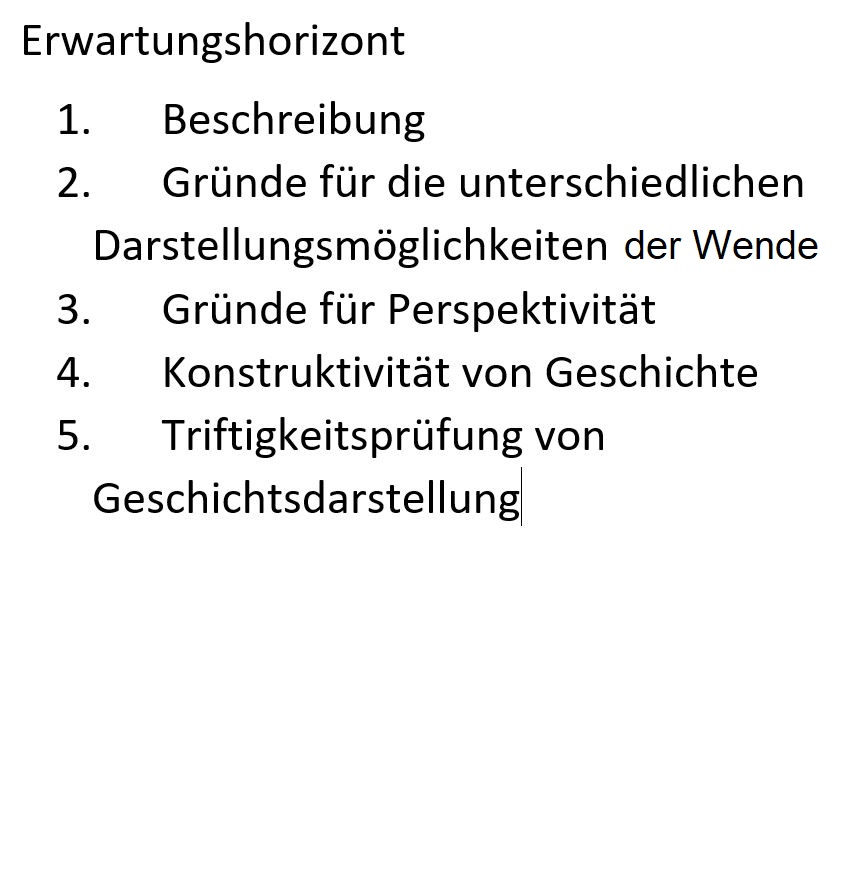 Erwartungshorizont
1. Beschreibung
2. Gründe für die unterschiedlichen
Darstellungsmöglichkeiten der Wende
3. Gründe für Perspektivität
4. Konstruktivität von Geschichte
5. Triftigkeitsprüfung von
Geschichtsdarstellung